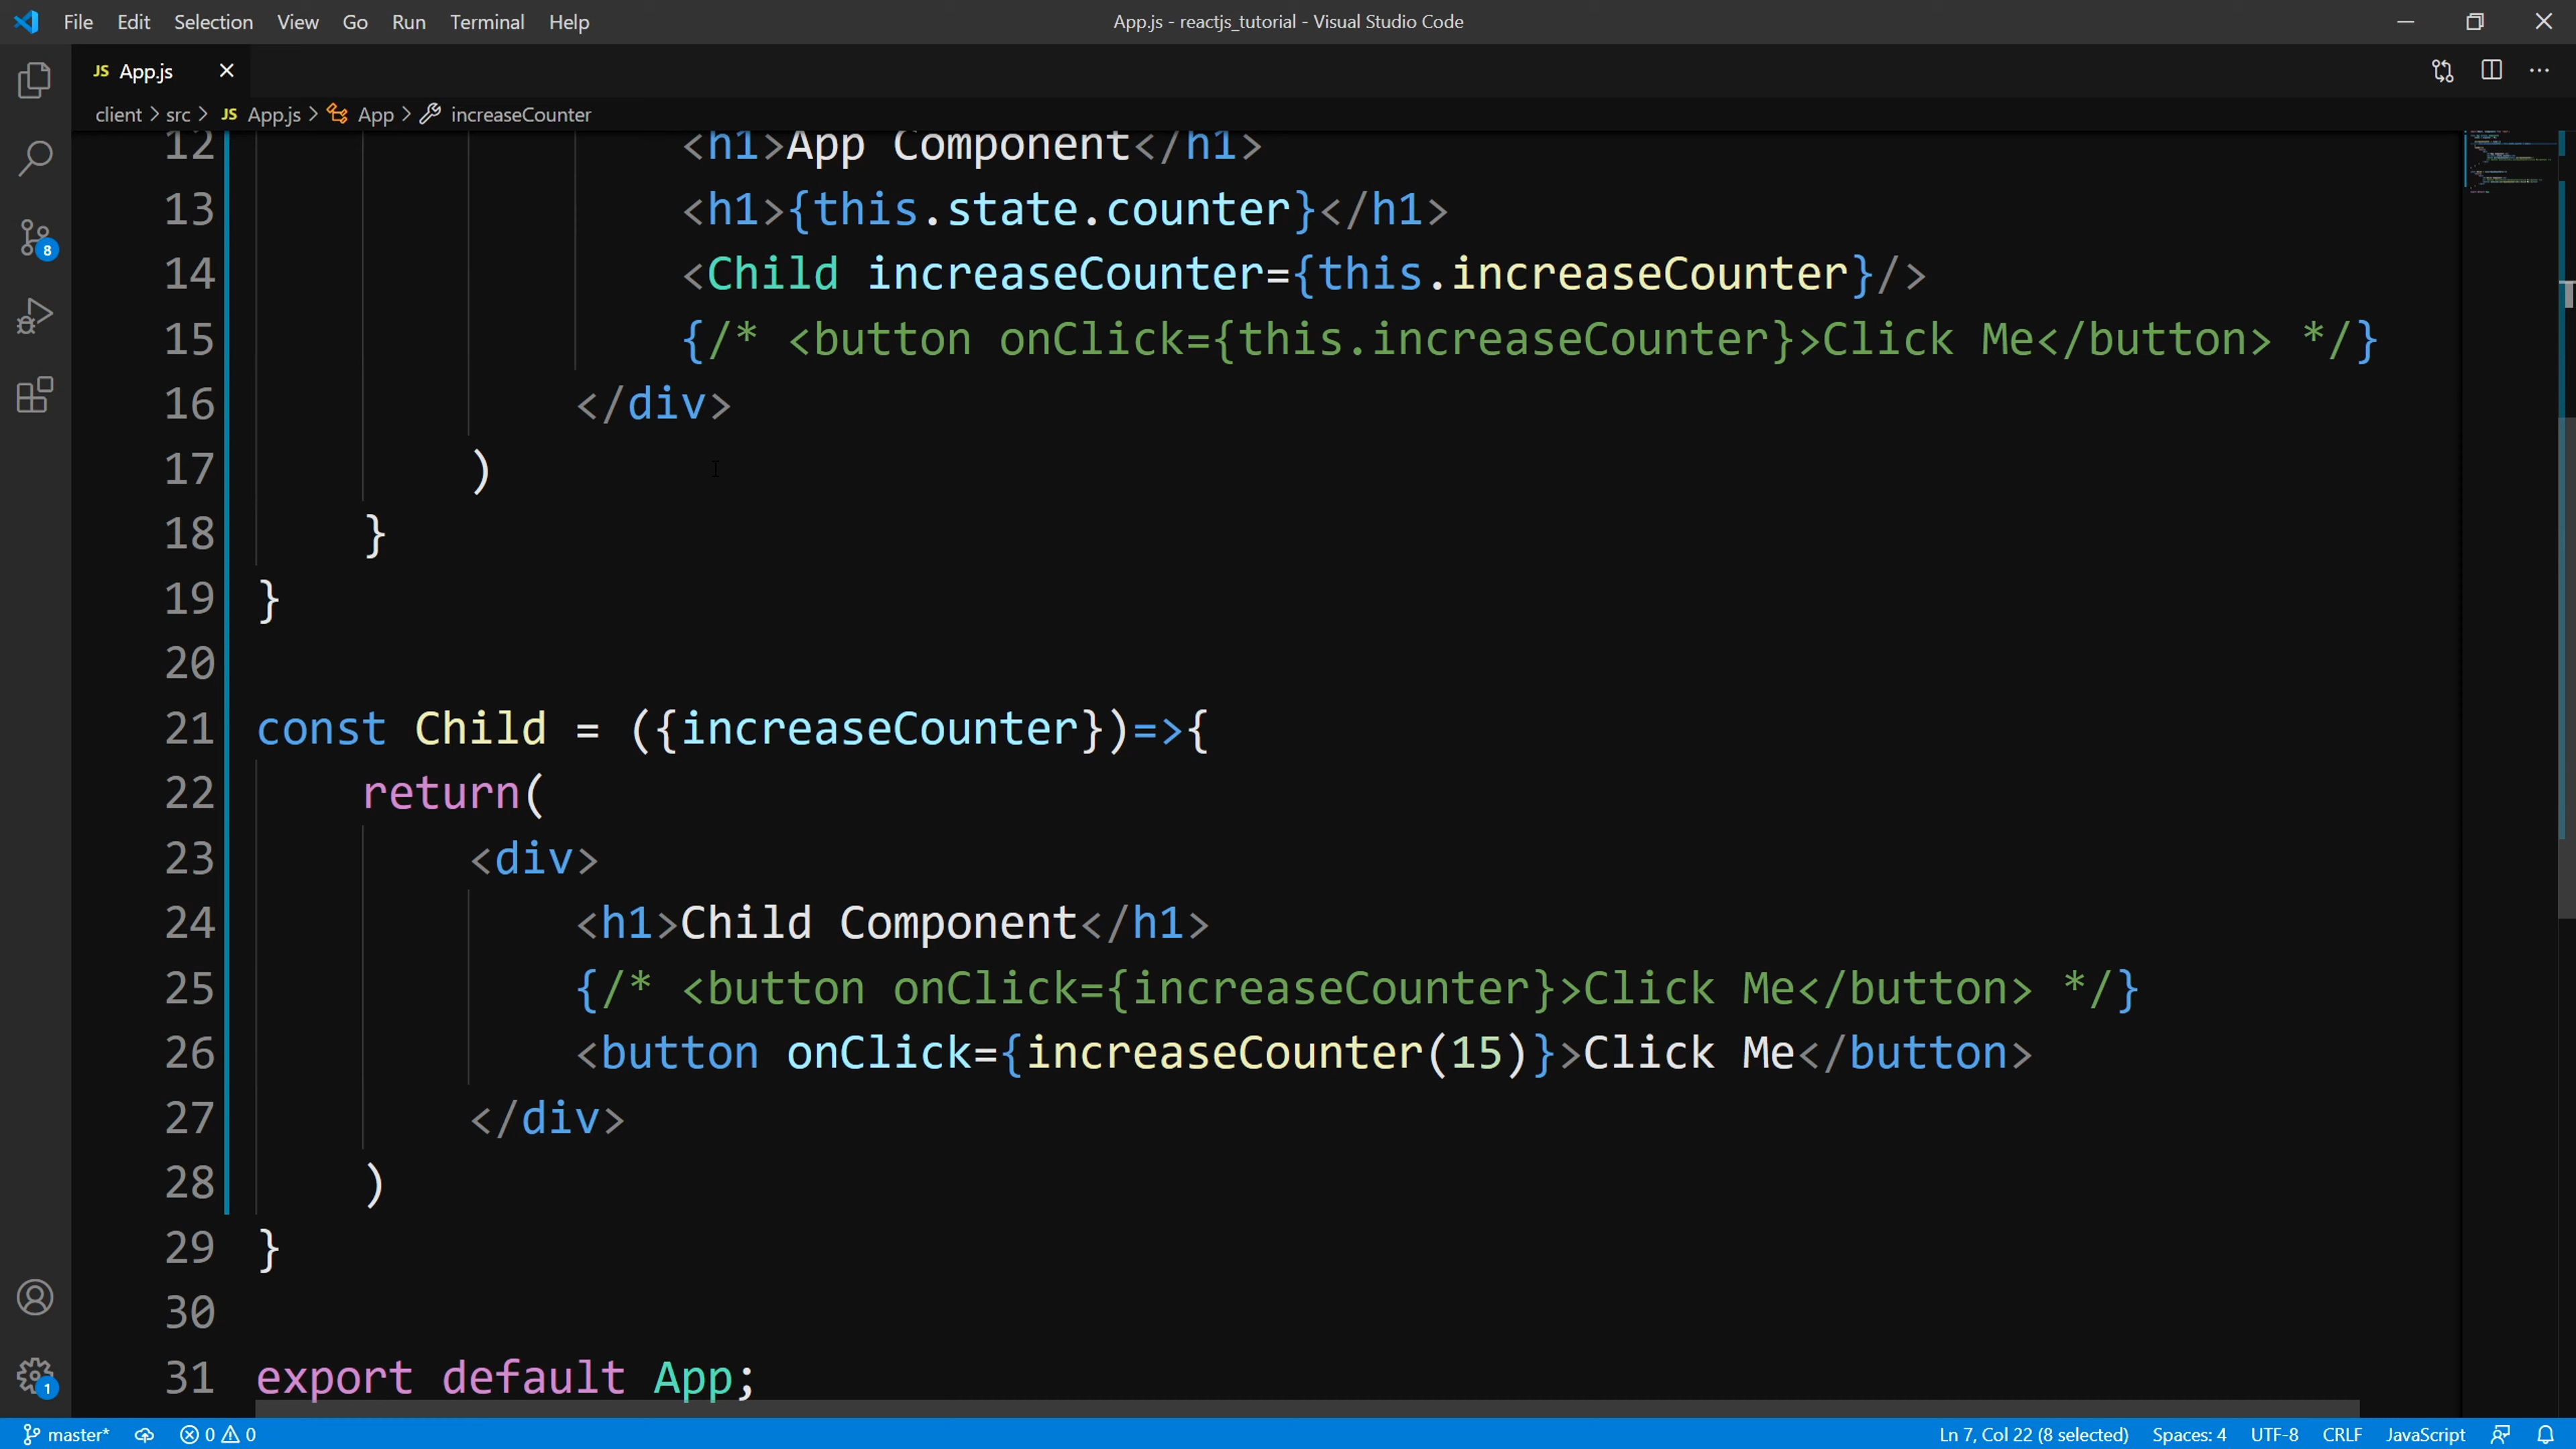 File Edit Selection View Go Run Terminal Help App.js - reactjs_tutorial - Visual Studio Code
JS App.js
client > src > JS App.js > App > increaseCounter
12 <h1>App Component</h1>
13 <h1>{this.state.counter}</h1>
14 <Child increaseCounter={this.increaseCounter}/>
15 {/* <button onClick={this.increaseCounter}>Click Me</button> */}
16 </div>
17 )
18 }
19 }
20
21 const Child = ({increaseCounter})=>{
22 return(
23 <div>
24 <h1>Child Component</h1>
25 {/* <button onClick={increaseCounter}>Click Me</button> */}
26 <button onClick={increaseCounter(15)}>Click Me</button>
27 </div>
28 )
29 }
30
31 export default App;
8
1
master* 0 0 Ln 7, Col 22 (8 selected) Spaces: 4 UTF-8 CRLF JavaScript